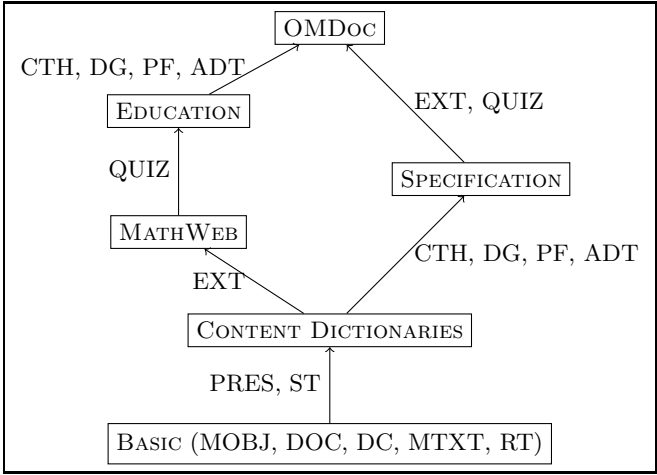 OMDoc
CTH, DG, PF, ADT
EXT, QUIZ
Education
QUIZ
Specification
MathWeb
CTH, DG, PF, ADT
EXT
Content Dictionaries
PRES, ST
Basic (MOBJ, DOC, DC, MTXT, RT)